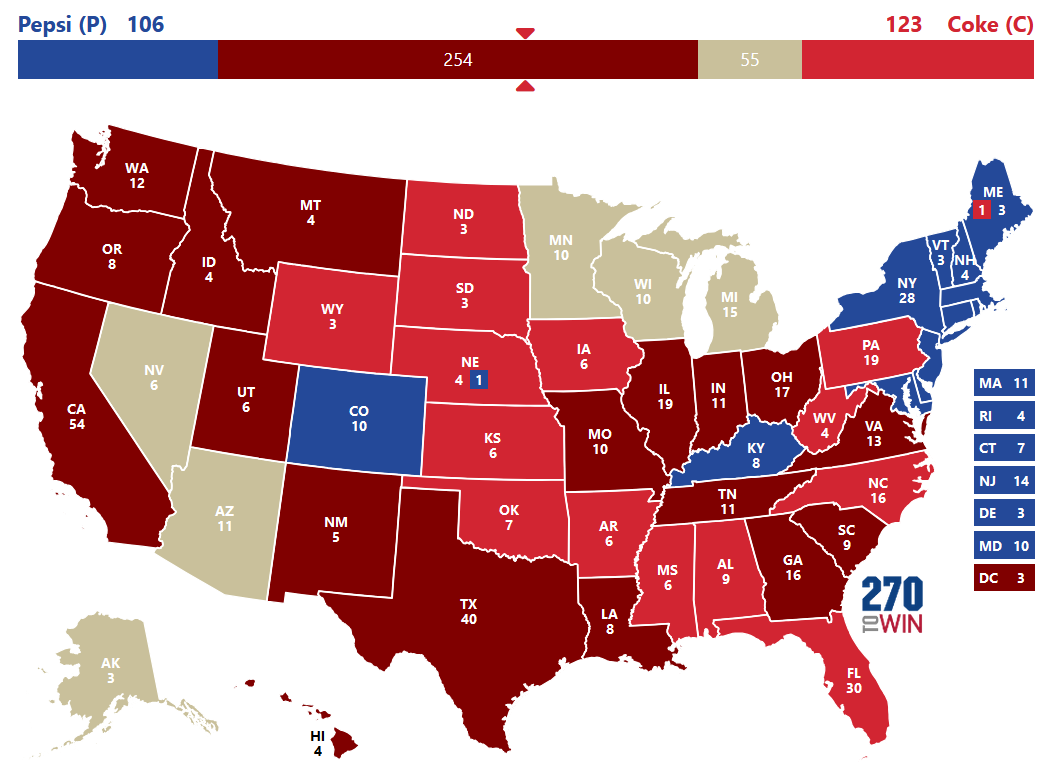 Pepsi (P) 106
123 Coke (C)
254
55
WA
12
OR
8
CA
54
NV
6
ID
4
MT
4
WY
3
UT
6
CO
10
AZ
11
NM
5
ND
3
SD
3
NE
4 1
KS
6
OK
7
TX
40
MN
10
IA
6
MO
10
AR
6
LA
8
WI
10
IL
19
MI
15
IN
11
OH
17
KY
8
TN
11
MS
6
AL
9
GA
16
FL
30
SC
9
NC
16
VA
13
WV
4
PA
19
NY
28
VT
3
NH
4
ME
1 3
MA 11
RI 4
CT 7
NJ 14
DE 3
MD 10
DC 3
AK
3
HI
4
270
TO WIN